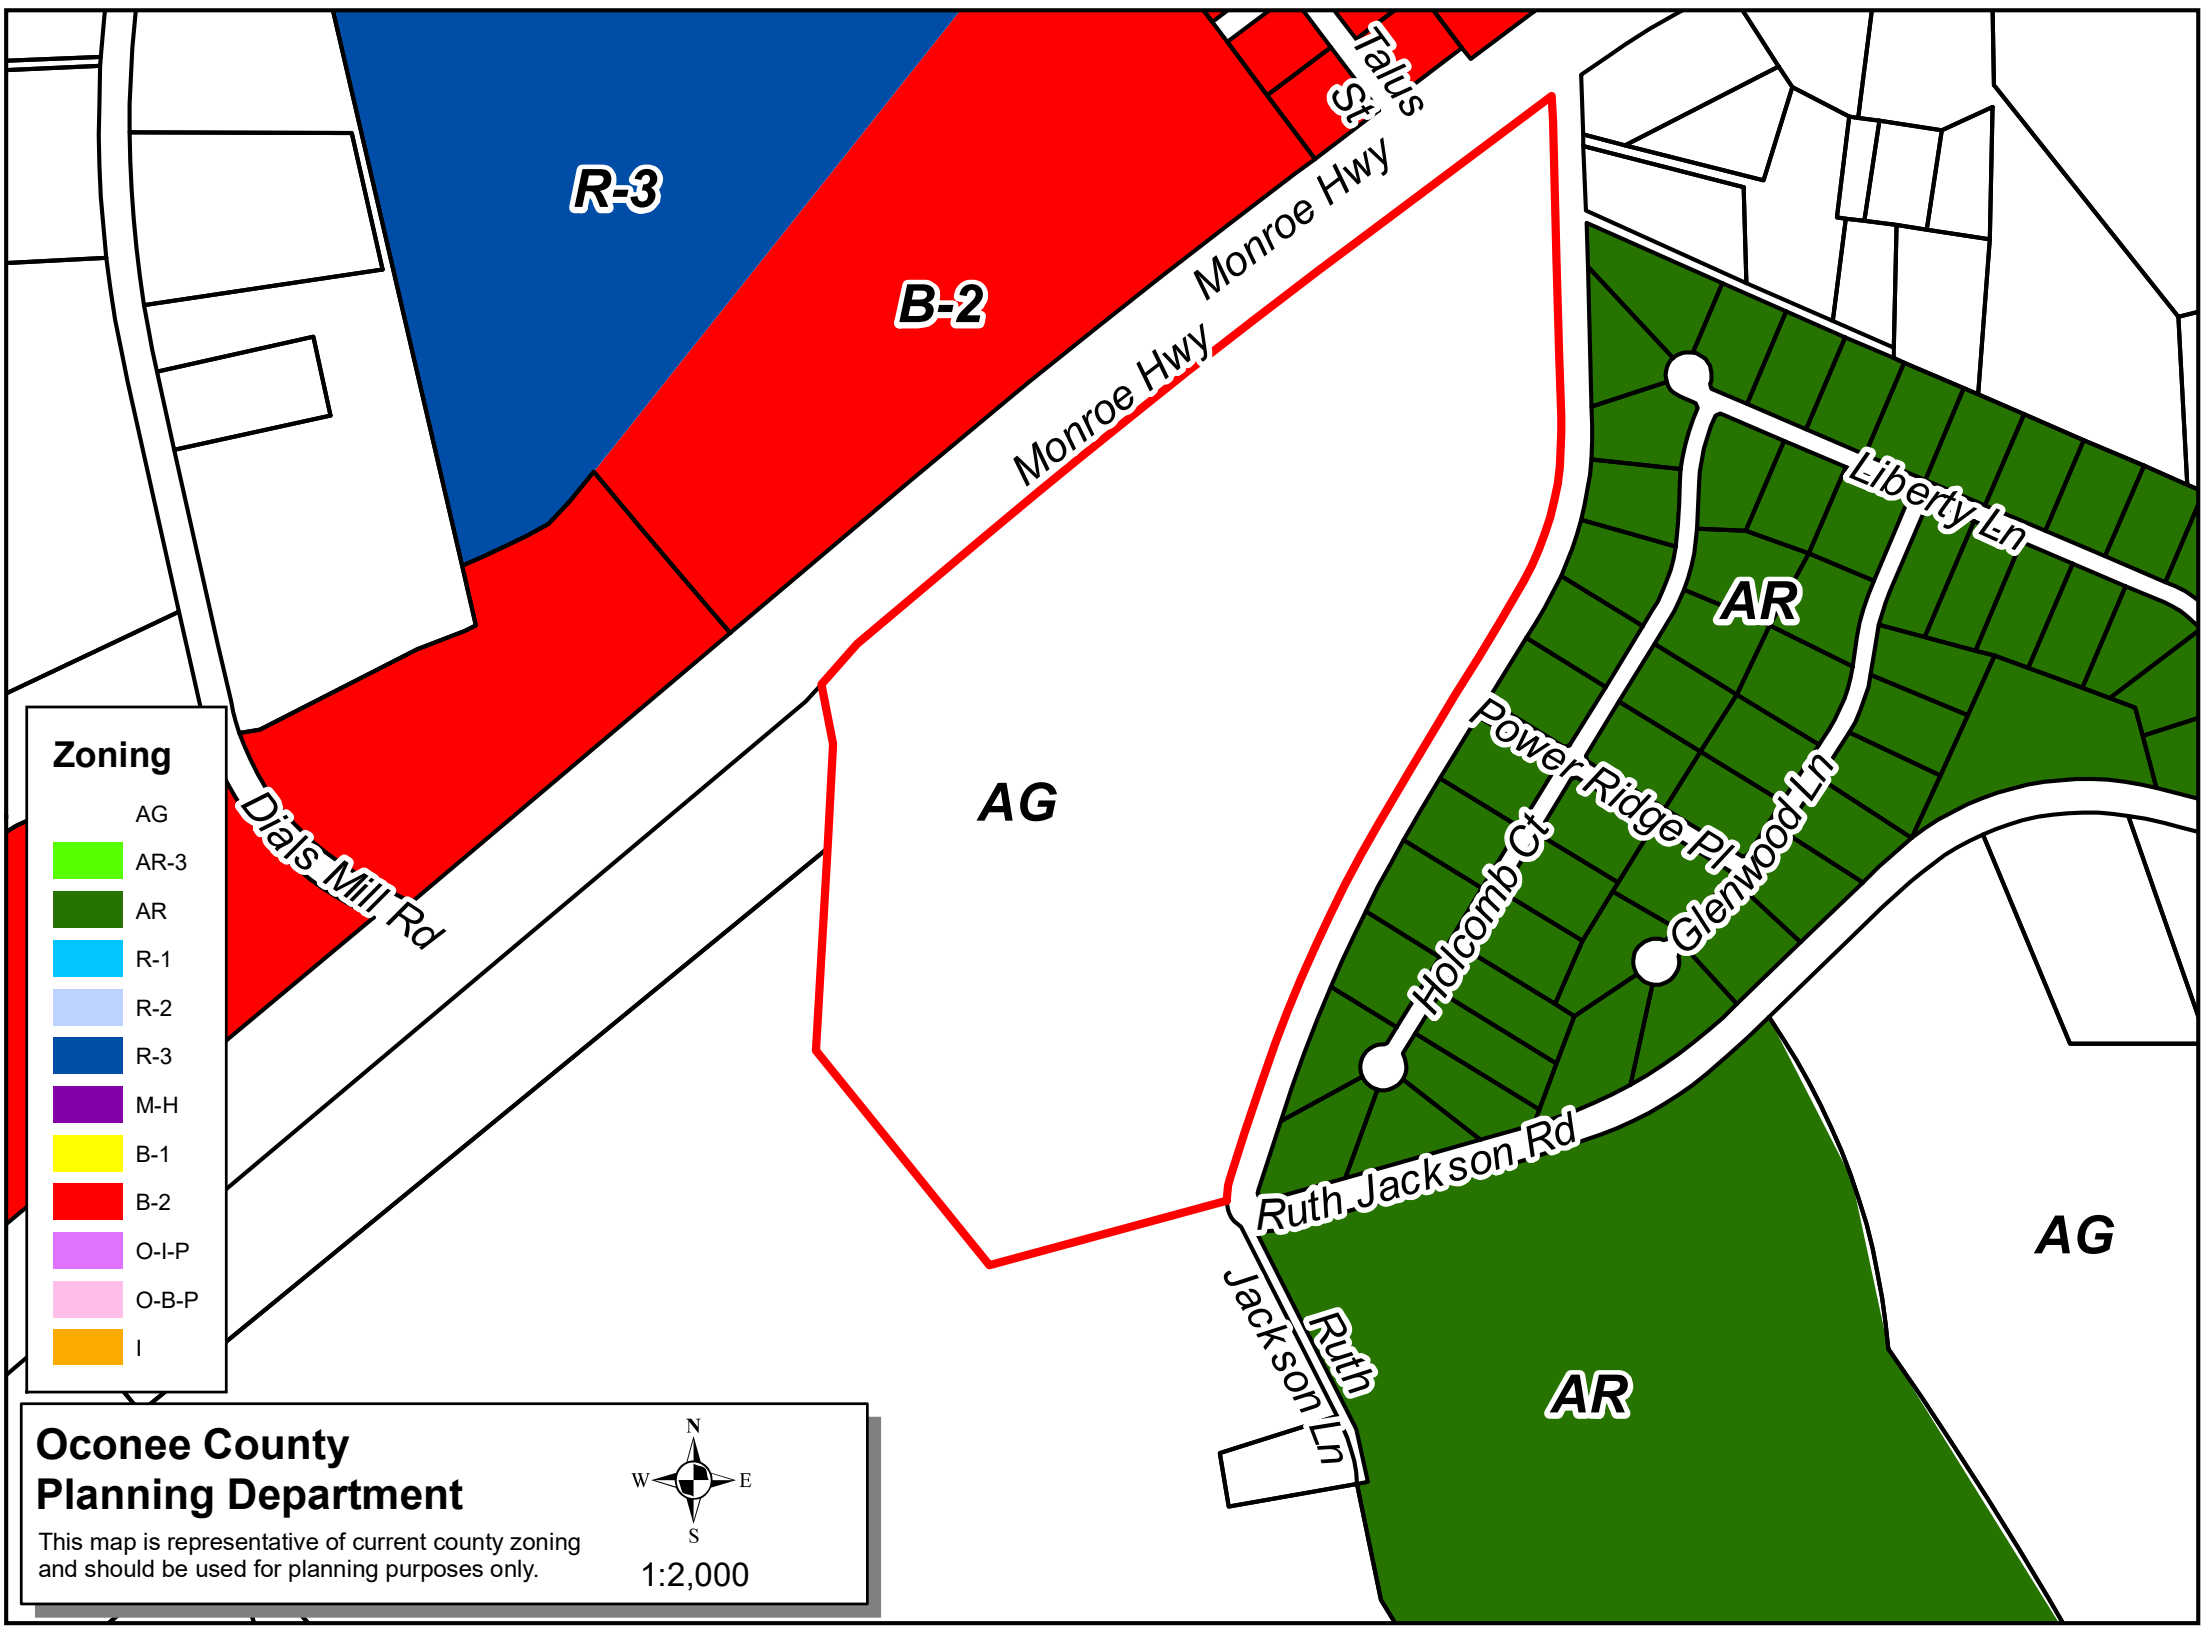 Talus
St
R-3
Monroe Hwy
B-2
Monroe Hwy
Liberty Ln
AR
Power Ridge Pl
AG
Glenwood Ln
Holcomb Ct
Dials Mill Rd
Ruth Jackson Rd
AG
Ruth
Jackson Ln
AR
Zoning
AG
AR-3
AR
R-1
R-2
R-3
M-H
B-1
B-2
O-I-P
O-B-P
I
Oconee County
Planning Department
This map is representative of current county zoning
and should be used for planning purposes only.
N
W E
S
1:2,000